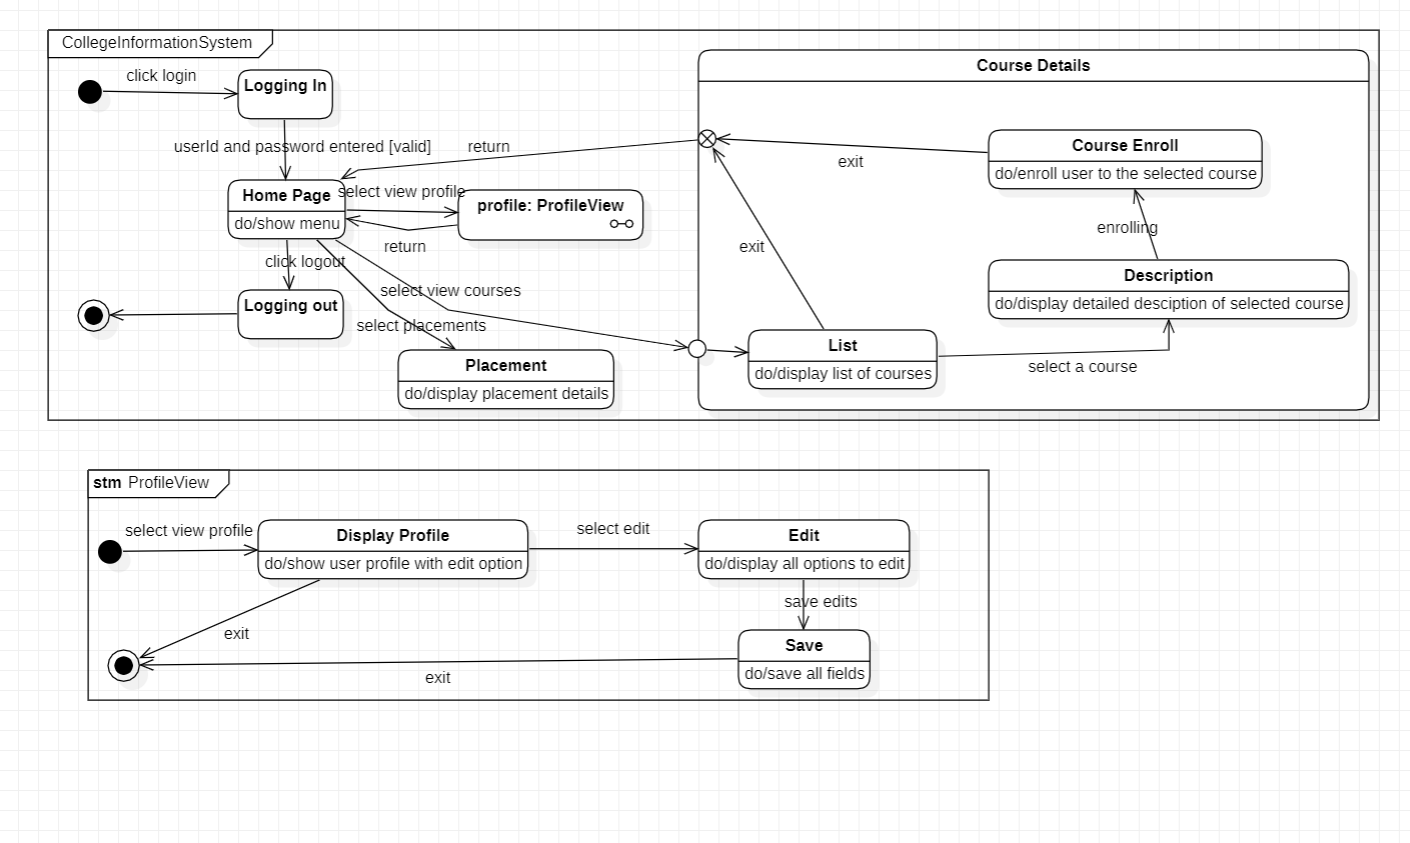 CollegeInformationSystem
Course Details
click login
Logging In
userId and password entered [valid]
return
Course Enroll
do/enroll user to the selected course
exit
Home Page
do/show menu
select view profile
profile: ProfileView
return
enrolling
exit
click logout
Description
do/display detailed desciption of selected course
select view courses
Logging out
select placements
List
do/display list of courses
select a course
Placement
do/display placement details
stm ProfileView
select view profile
Display Profile
do/show user profile with edit option
select edit
Edit
do/display all options to edit
save edits
exit
Save
do/save all fields
exit